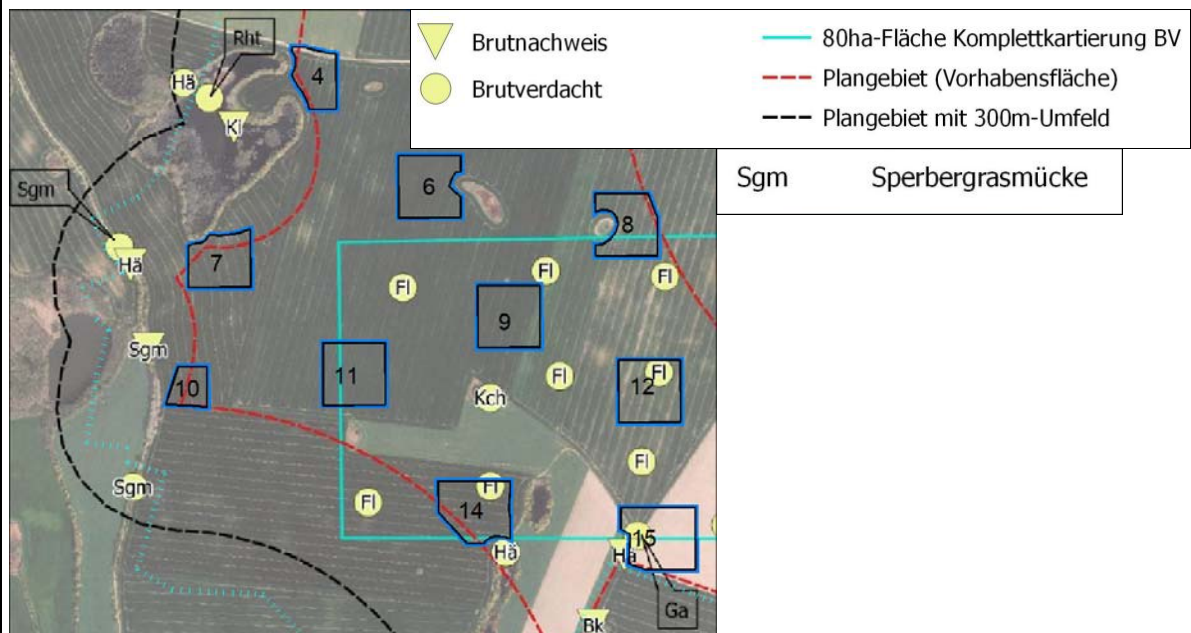 Brutnachweis
Brutverdacht
80ha-Fläche Komplettkartierung BV
Plangebiet (Vorhabensfläche)
Plangebiet mit 300m-Umfeld
Sgm Sperbergrasmücke
Rht
4
Hä
Kl
6
Sgm
8
Hä
7
Fl
Fl
Fl
9
Sgm
11
Fl
Fl
12
10
Kch
Fl
Sgm
Fl
Fl
14
15
Hä
Hä
Ga
Bk